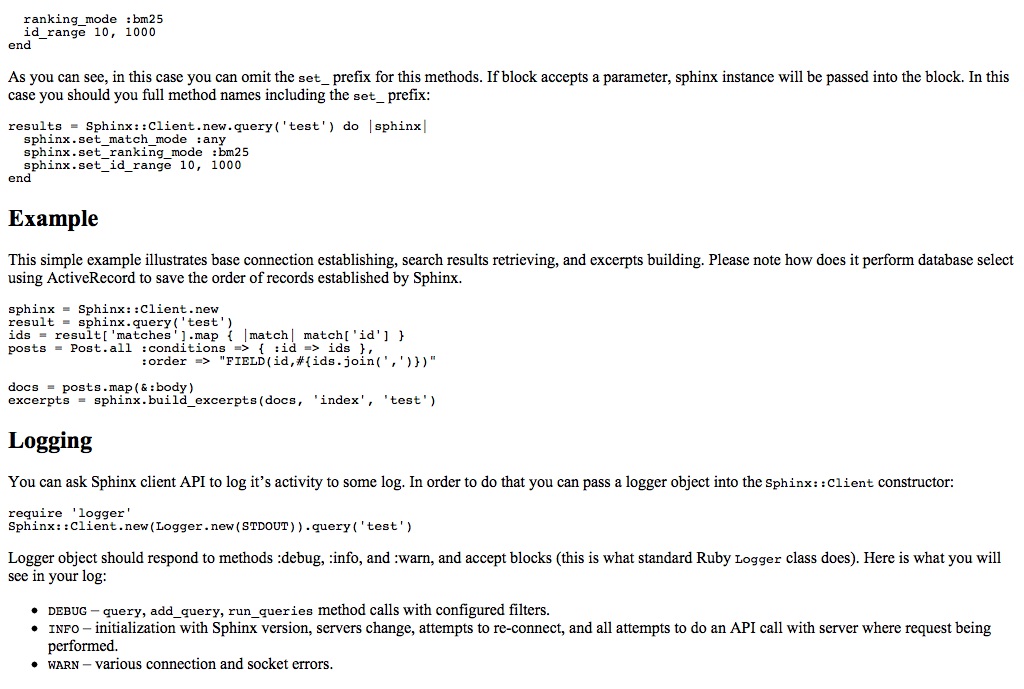 ranking_mode :bm25
id_range 10, 1000
end
As you can see, in this case you can omit the set_ prefix for this methods. If block accepts a parameter, sphinx instance will be passed into the block. In this
case you should you full method names including the set_ prefix:
results = Sphinx::Client.new.query('test') do |sphinx|
sphinx.set_match_mode :any
sphinx.set_ranking_mode :bm25
sphinx.set_id_range 10, 1000
end
Example
This simple example illustrates base connection establishing, search results retrieving, and excerpts building. Please note how does it perform database select
using ActiveRecord to save the order of records established by Sphinx.
sphinx = Sphinx::Client.new
result = sphinx.query('test')
ids = result['matches'].map { |match| match['id'] }
posts = Post.all :conditions => { :id => ids },
:order => "FIELD(id,#{ids.join(',')})"
docs = posts.map(&:body)
excerpts = sphinx.build_excerpts(docs, 'index', 'test')
Logging
You can ask Sphinx client API to log it’s activity to some log. In order to do that you can pass a logger object into the Sphinx::Client constructor:
require 'logger'
Sphinx::Client.new(Logger.new(STDOUT)).query('test')
Logger object should respond to methods :debug, :info, and :warn, and accept blocks (this is what standard Ruby Logger class does). Here is what you will
see in your log:
• DEBUG – query, add_query, run_queries method calls with configured filters.
• INFO – initialization with Sphinx version, servers change, attempts to re-connect, and all attempts to do an API call with server where request being
performed.
• WARN – various connection and socket errors.